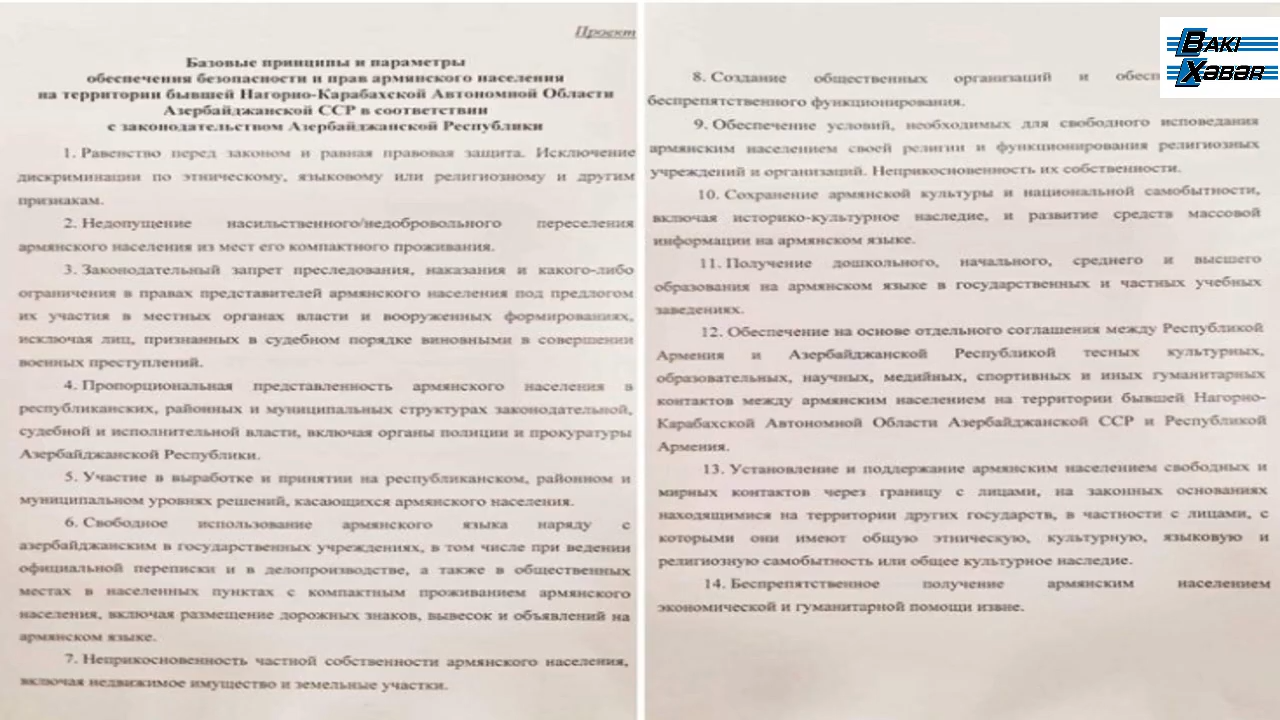 Проект
Базовые принципы и параметры
обеспечения безопасности и прав армянского населения
на территории бывшей Нагорно-Карабахской Автономной Области
Азербайджанской ССР в соответствии
с законодательством Азербайджанской Республики
1. Равенство перед законом и равная правовая защита. Исключение
дискриминации по этническому, языковому или религиозному и другим
признакам.
2. Недопущение насильственного/недобровольного переселения
армянского населения из мест его компактного проживания.
3. Законодательный запрет преследования, наказания и какого-либо
ограничения в правах представителей армянского населения под предлогом
их участия в местных органах власти и вооруженных формированиях,
исключая лиц, признанных в судебном порядке виновными в совершении
военных преступлений.
4. Пропорциональная представленность армянского населения в
республиканских, районных и муниципальных структурах законодательной,
судебной и исполнительной власти, включая органы полиции и прокуратуры
Азербайджанской Республики.
5. Участие в выработке и принятии на республиканском, районном и
муниципальном уровнях решений, касающихся армянского населения.
6. Свободное использование армянского языка наряду с
азербайджанским в государственных учреждениях, в том числе при ведении
официальной переписки и в делопроизводстве, а также в общественных
местах в населенных пунктах с компактным проживанием армянского
населения, включая размещение дорожных знаков, вывесок и объявлений на
армянском языке.
7. Неприкосновенность частной собственности армянского населения,
включая недвижимое имущество и земельные участки.
BAKI
XƏBƏR
8. Создание общественных организаций и обесп
беспрепятственного функционирования.
9. Обеспечение условий, необходимых для свободного исповедания
армянским населением своей религии и функционирования религиозных
учреждений и организаций. Неприкосновенность их собственности.
10. Сохранение армянской культуры и национальной самобытности,
включая историко-культурное наследие, и развитие средств массовой
информации на армянском языке.
11. Получение дошкольного, начального, среднего и высшего
образования на армянском языке в государственных и частных учебных
заведениях.
12. Обеспечение на основе отдельного соглашения между Республикой
Армения и Азербайджанской Республикой тесных культурных,
образовательных, научных, медийных, спортивных и иных гуманитарных
контактов между армянским населением на территории бывшей Нагорно-
Карабахской Автономной Области Азербайджанской ССР и Республикой
Армения.
13. Установление и поддержание армянским населением свободных и
мирных контактов через границу с лицами, на законных основаниях
находящимися на территории других государств, в частности с лицами, с
которыми они имеют общую этническую, культурную, языковую и
религиозную самобытность или общее культурное наследие.
14. Беспрепятственное получение армянским населением
экономической и гуманитарной помощи извне.